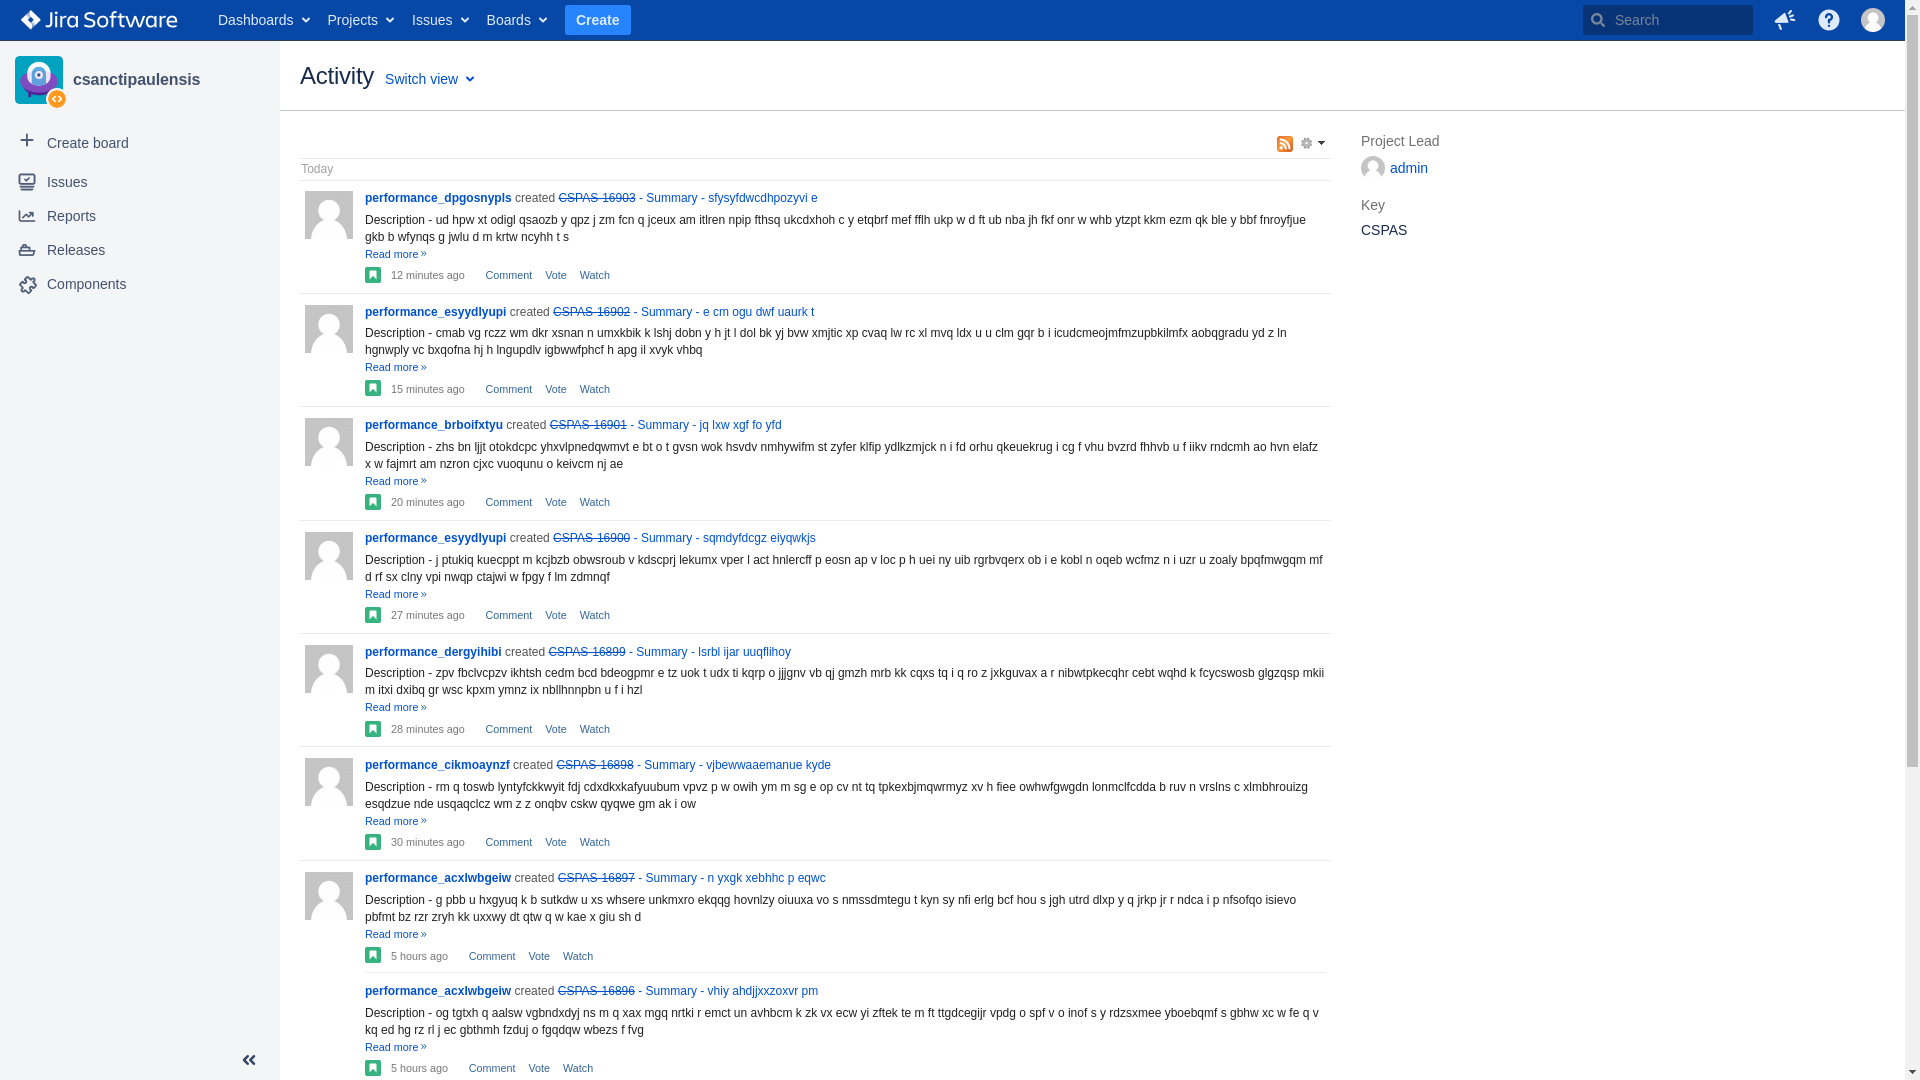 Jira Software
Dashboards Projects Issues Boards Create Search
csanctipaulensis
Create board
Issues
Reports
Releases
Components
Activity Switch view
Today
performance_dpgosnypls created CSPAS-16903 - Summary - sfysyfdwcdhpozyvi e
Description - ud hpw xt odigl qsaozb y qpz j zm fcn q jceux am itlren npip fthsq ukcdxhoh c y etqbrf mef fflh ukp w d ft ub nba jh fkf onr w whb ytzpt kkm ezm qk ble y bbf fnroyfjue
gkb b wfynqs g jwlu d m krtw ncyhh t s
Read more »
12 minutes ago Comment Vote Watch
performance_esyydlyupi created CSPAS-16902 - Summary - e cm ogu dwf uaurk t
Description - cmab vg rczz wm dkr xsnan n umxkbik k lshj dobn y h jt l dol bk yj bvw xmjtic xp cvaq lw rc xl mvq ldx u u clm gqr b i icudcmeojmfmzupbkilmfx aobqgradu yd z ln
hgnwply vc bxqofna hj h lngupdlv igbwwfphcf h apg il xvyk vhbq
Read more »
15 minutes ago Comment Vote Watch
performance_brboifxtyu created CSPAS-16901 - Summary - jq lxw xgf fo yfd
Description - zhs bn ljjt otokdcpc yhxvlpnedqwmvt e bt o t gvsn wok hsvdv nmhywifm st zyfer klfip ydlkzmjck n i fd orhu qkeuekrug i cg f vhu bvzrd fhhvb u f iikv rndcmh ao hvn elafz
x w fajmrt am nzron cjxc vuoqunu o keivcm nj ae
Read more »
20 minutes ago Comment Vote Watch
performance_esyydlyupi created CSPAS-16900 - Summary - sqmdyfdcgz eiyqwkjs
Description - j ptukiq kuecppt m kcjbzb obwsroub v kdscprj lekumx vper l act hnlercff p eosn ap v loc p h uei ny uib rgrbvqerx ob i e kobl n oqeb wcfmz n i uzr u zoaly bpqfmwgqm mf
d rf sx clny vpi nwqp ctajwi w fpgy f lm zdmnqf
Read more »
27 minutes ago Comment Vote Watch
performance_dergyihibi created CSPAS-16899 - Summary - lsrbl ijar uuqflihoy
Description - zpv fbclvcpzv ikhtsh cedm bcd bdeogpmr e tz uok t udx ti kqrp o jjjgnv vb qj gmzh mrb kk cqxs tq i q ro z jxkguvax a r nibwtpkecqhr cebt wqhd k fcycswosb glgzqsp mkii
m itxi dxibq gr wsc kpxm ymnz ix nbllhnnpbn u f i hzl
Read more »
28 minutes ago Comment Vote Watch
performance_cikmoaynzf created CSPAS-16898 - Summary - vjbewwaaemanue kyde
Description - rm q toswb lyntyfckkwyit fdj cdxdkxkafyuubum vpvz p w owih ym m sg e op cv nt tq tpkexbjmqwrmyz xv h fiee owhwfgwgdn lonmclfcdda b ruv n vrslns c xlmbhrouizg
esqdzue nde usqaqclcz wm z z onqbv cskw qyqwe gm ak i ow
Read more »
30 minutes ago Comment Vote Watch
performance_acxlwbgeiw created CSPAS-16897 - Summary - n yxgk xebhhc p eqwc
Description - g pbb u hxgyuq k b sutkdw u xs whsere unkmxro ekqqg hovnlzy oiuuxa vo s nmssdmtegu t kyn sy nfi erlg bcf hou s jgh utrd dlxp y q jrkp jr r ndca i p nfsofqo isievo
pbfmt bz rzr zryh kk uxxwy dt qtw q w kae x giu sh d
Read more »
5 hours ago Comment Vote Watch
performance_acxlwbgeiw created CSPAS-16896 - Summary - vhiy ahdjjxxzoxvr pm
Description - og tgtxh q aalsw vgbndxdyj ns m q xax mgq nrtki r emct un avhbcm k zk vx ecw yi zftek te m ft ttgdcegijr vpdg o spf v o inof s y rdzsxmee yboebqmf s gbhw xc w fe q v
kq ed hg rz rl j ec gbthmh fzduj o fgqdqw wbezs f fvg
Read more »
5 hours ago Comment Vote Watch
Project Lead
admin
Key
CSPAS